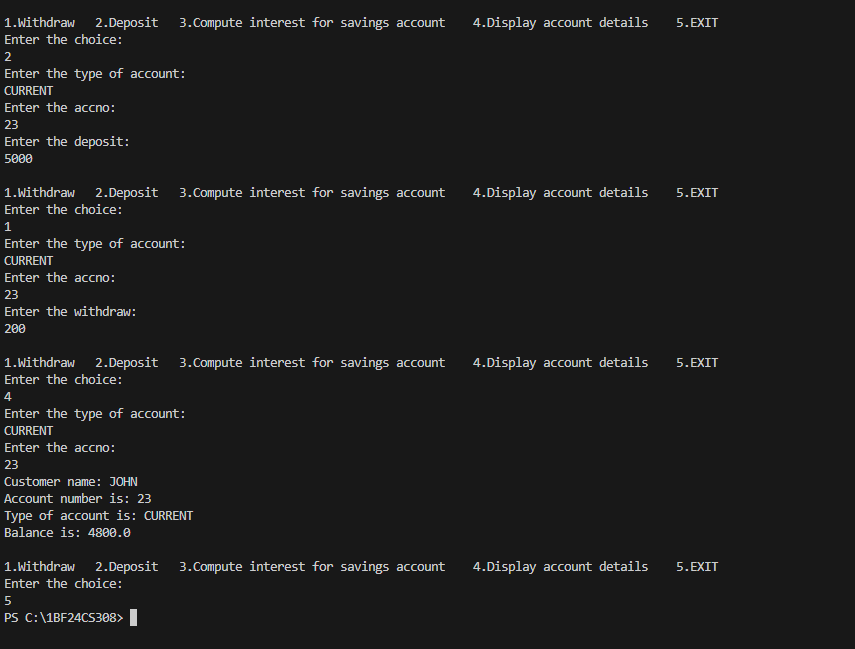 1.Withdraw   2.Deposit   3.Compute interest for savings account    4.Display account details    5.EXIT
Enter the choice:
2
Enter the type of account:
CURRENT
Enter the accno:
23
Enter the deposit:
5000

1.Withdraw   2.Deposit   3.Compute interest for savings account    4.Display account details    5.EXIT
Enter the choice:
1
Enter the type of account:
CURRENT
Enter the accno:
23
Enter the withdraw:
200

1.Withdraw   2.Deposit   3.Compute interest for savings account    4.Display account details    5.EXIT
Enter the choice:
4
Enter the type of account:
CURRENT
Enter the accno:
23
Customer name: JOHN
Account number is: 23
Type of account is: CURRENT
Balance is: 4800.0

1.Withdraw   2.Deposit   3.Compute interest for savings account    4.Display account details    5.EXIT
Enter the choice:
5
PS C:\1BF24CS308>